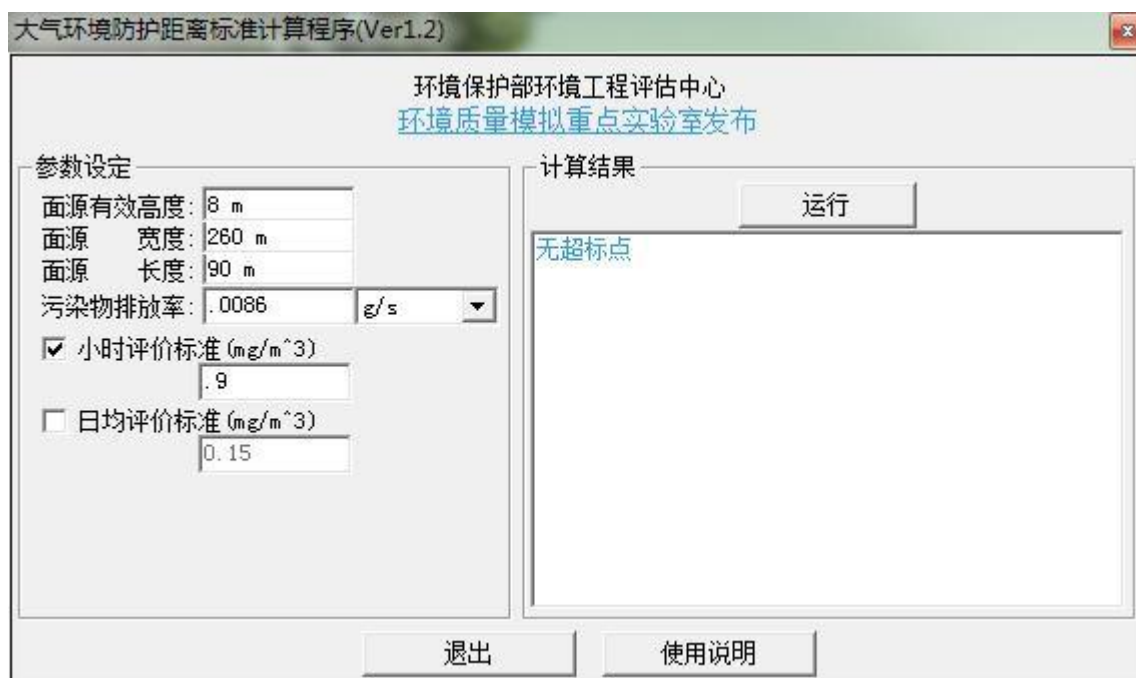 大气环境防护距离标准计算程序(Ver1.2)
环境保护部环境工程评估中心
环境质量模拟重点实验室发布
参数设定
面源有效高度: 8 m
面源 宽度: 260 m
面源 长度: 90 m
污染物排放率: .0086 g/s
小时评价标准(mg/m^3)
.9
日均评价标准(mg/m^3)
0.15
计算结果
运行
无超标点
退出 使用说明